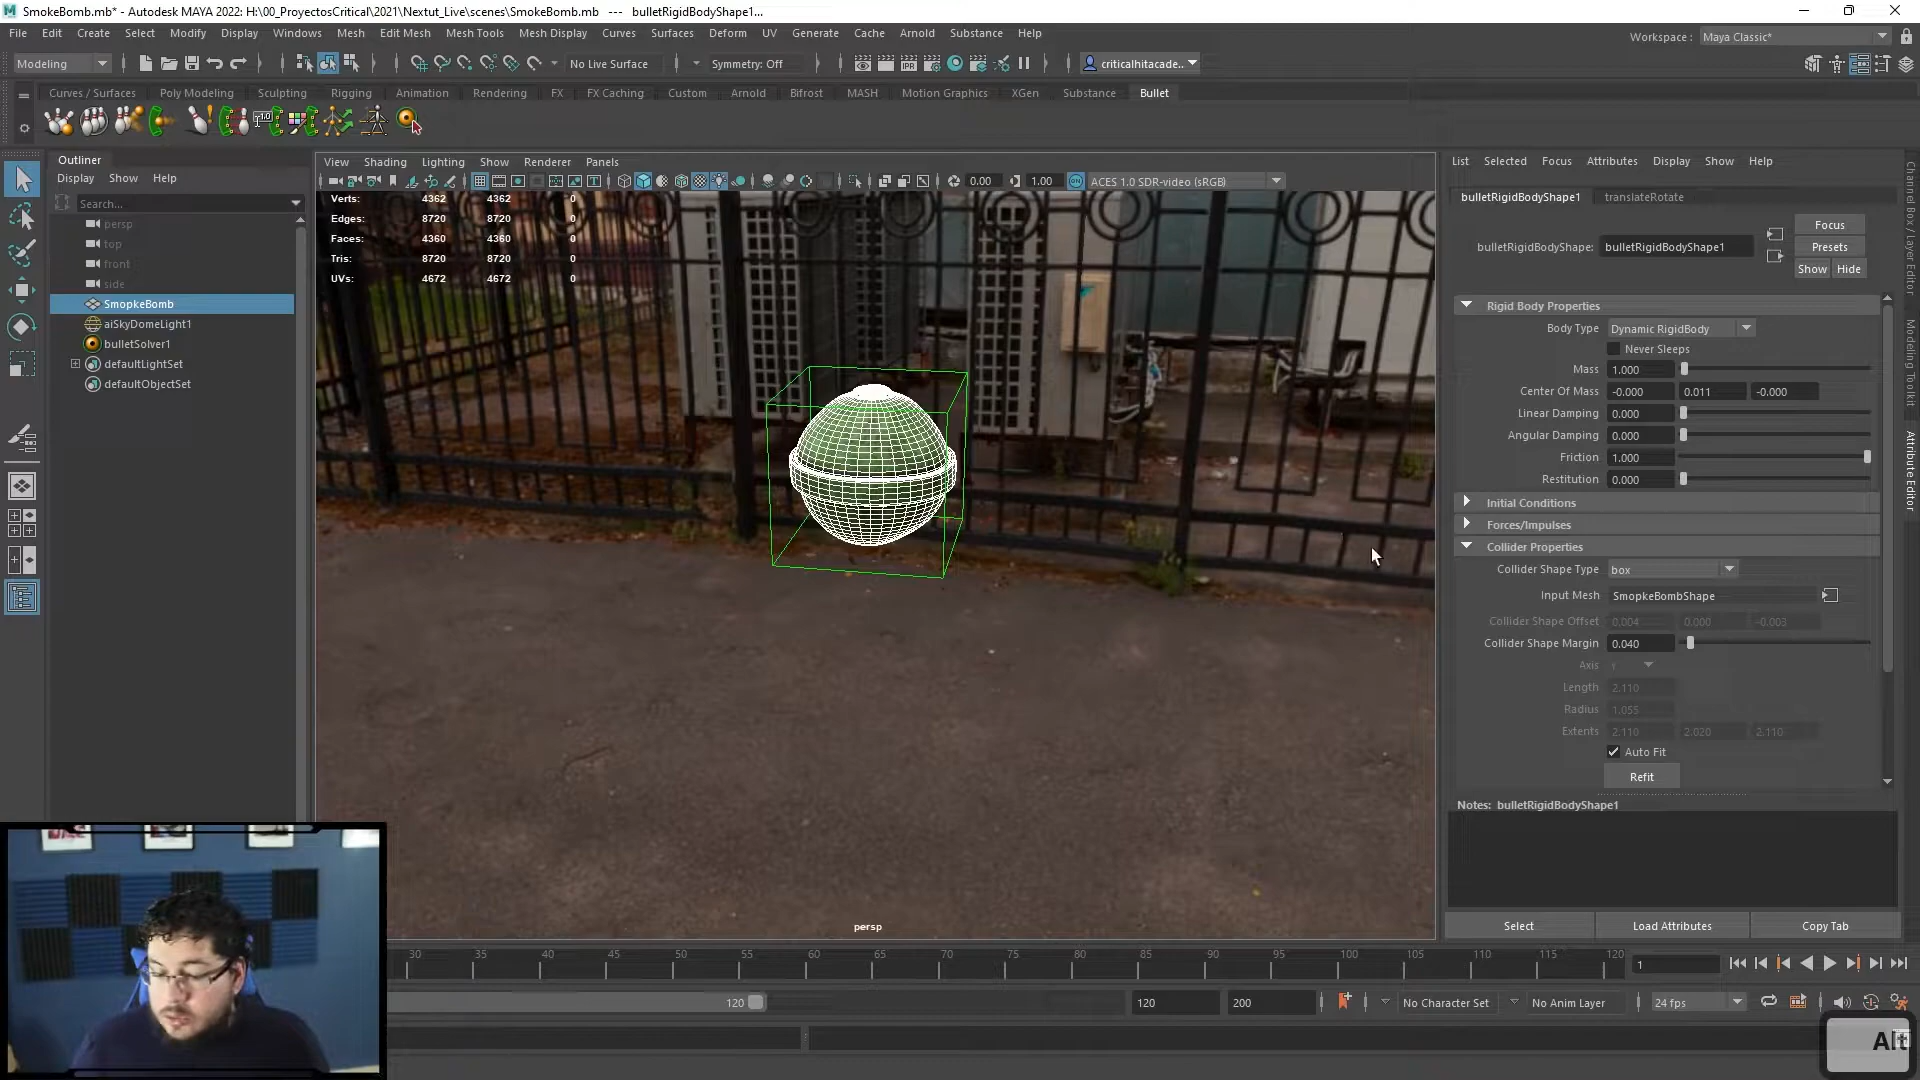 SmokeBomb.mb* - Autodesk MAYA 2022: H:\00_ProyectosCritical\2021\Nextut_Live\scenes\SmokeBomb.mb --- bulletRigidBodyShape1...
File Edit Create Select Modify Display Windows Mesh Edit Mesh Mesh Tools Mesh Display Curves Surfaces Deform UV Generate Cache Arnold Substance Help
Workspace : Maya Classic*
Modeling No Live Surface Symmetry: Off criticalhitacade..
Curves / Surfaces Poly Modeling Sculpting Rigging Animation Rendering FX FX Caching Custom Arnold Bifrost MASH Motion Graphics XGen Substance Bullet
Outliner
Display Show Help
Search...
persp
top
front
side
SmopkeBomb
aiSkyDomeLight1
bulletSolver1
defaultLightSet
defaultObjectSet
View Shading Lighting Show Renderer Panels
0.00 1.00 ACES 1.0 SDR-video (sRGB)
Verts: 4362 4362 0
Edges: 8720 8720 0
Faces: 4360 4360 0
Tris: 8720 8720 0
UVs: 4672 4672 0
persp
List Selected Focus Attributes Display Show Help
bulletRigidBodyShape1 translateRotate
Focus
bulletRigidBodyShape: bulletRigidBodyShape1
Presets
Show Hide
Rigid Body Properties
Body Type Dynamic RigidBody
Never Sleeps
Mass 1.000
Center Of Mass -0.000 0.011 -0.000
Linear Damping 0.000
Angular Damping 0.000
Friction 1.000
Restitution 0.000
Initial Conditions
Forces/Impulses
Collider Properties
Collider Shape Type box
Input Mesh SmopkeBombShape
Collider Shape Offset 0.004 0.000 -0.003
Collider Shape Margin 0.040
Axis y
Length 2.110
Radius 1.055
Extents 2.110 2.020 2.110
Auto Fit
Refit
Notes: bulletRigidBodyShape1
Select Load Attributes Copy Tab
Channel Box / Layer Editor
Modeling Toolkit
Attribute Editor
30 35 40 45 50 55 60 65 70 75 80 85 90 95 100 105 110 115 120
1
120 120 200 No Character Set No Anim Layer 24 fps
Alt